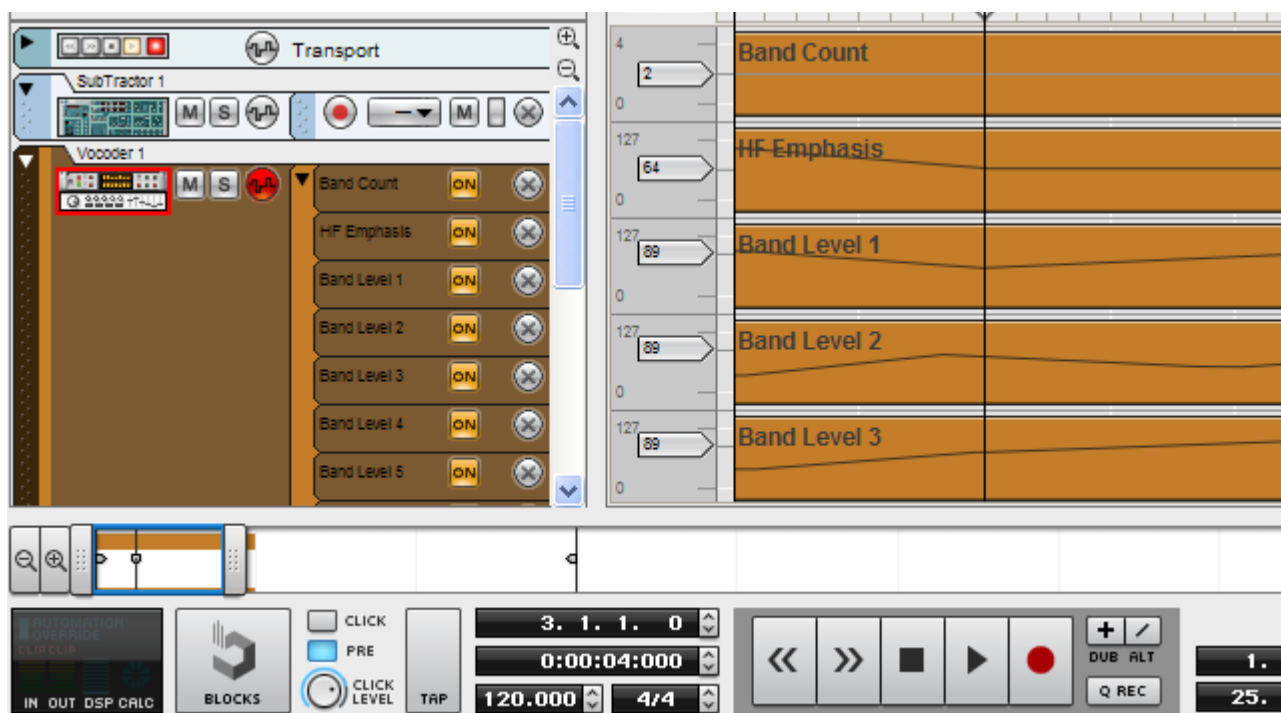 Transport
SubTractor 1
M S
M
Vocoder 1
M S
Band Count ON
HF Emphasis ON
Band Level 1 ON
Band Level 2 ON
Band Level 3 ON
Band Level 4 ON
Band Level 5 ON
4
2
0
Band Count
127
64
0
HF Emphasis
127
89
0
Band Level 1
127
89
0
Band Level 2
127
89
0
Band Level 3
AUTOMATION
OVERRIDE
CLIP CLIP
IN OUT DSP CALC
BLOCKS
CLICK
PRE
CLICK
LEVEL
TAP
3. 1. 1. 0
0:00:04:000
120.000 4/4
DUB ALT
Q REC
1.
25.